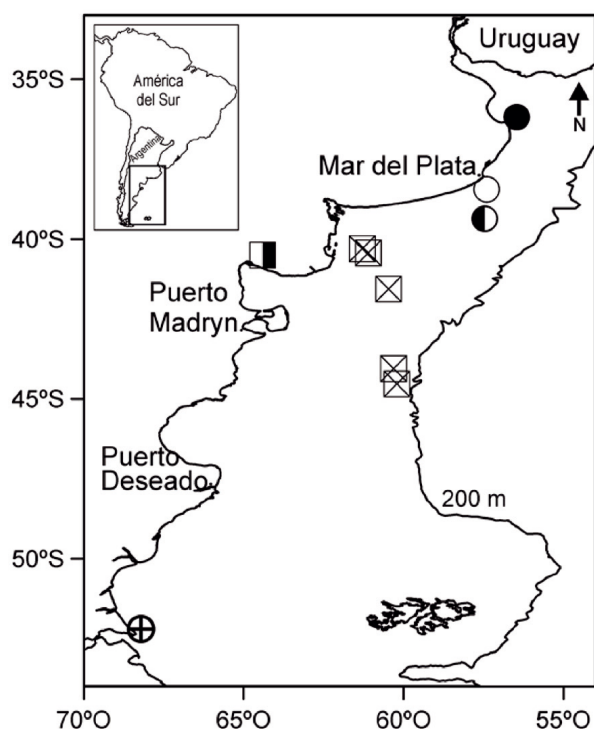 Uruguay
35ºS
América
del Sur
Argentina
N
Mar del Plata.
40ºS
Puerto
Madryn.
45ºS
Puerto
Deseado.
200 m
50ºS
70ºO
65ºO
60ºO
55ºO